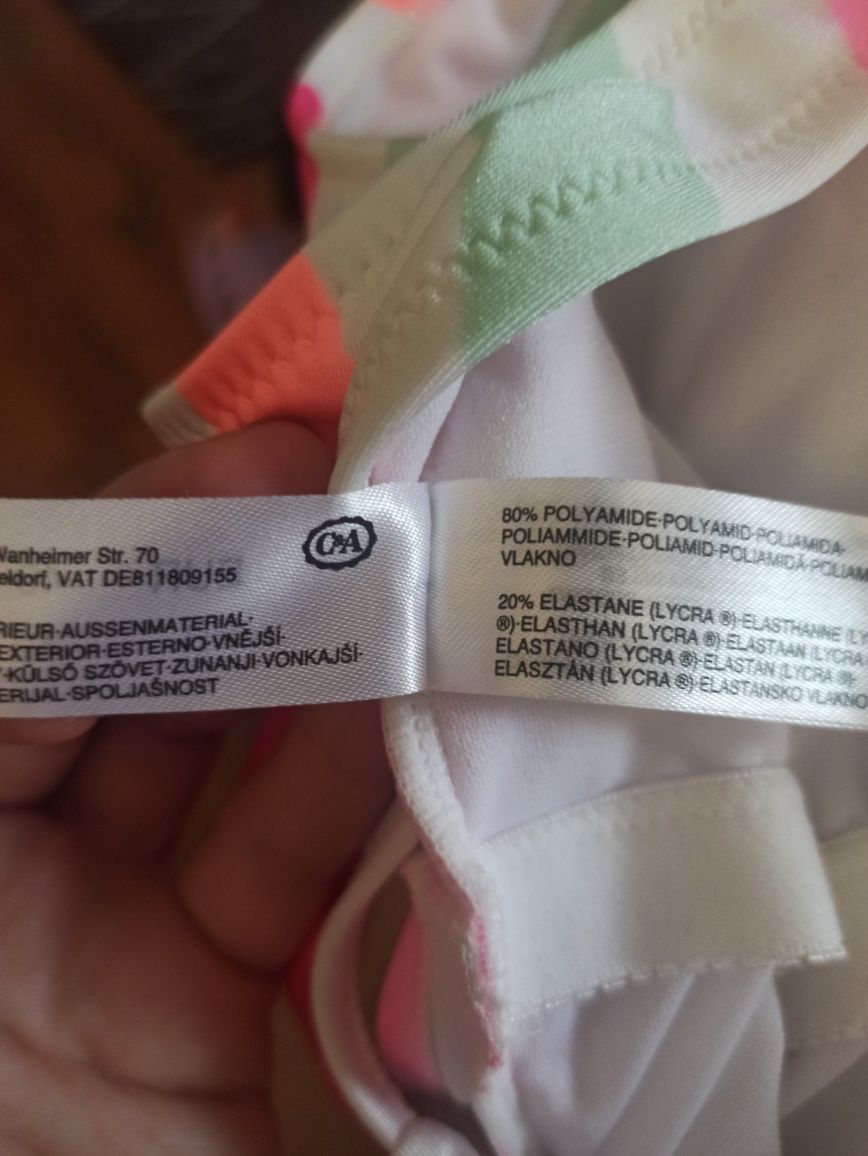 Wanheimer Str. 70
eldorf, VAT DE811809155
C&A
RIEUR·AUSSENMATERIAL·
EXTERIOR·ESTERNO·VNĚJŠÍ·
·KÜLSŐ SZÖVET·ZUNANJI·VONKAJŠÍ·
ERIJAL·SPOLJAŠNOST
80% POLYAMIDE·POLYAMID·POLIAMIDA·
POLIAMMIDE·POLIAMID·POLIAMIDĂ·POLIAM
VLAKNO
20% ELASTANE (LYCRA ®)·ELASTHANNE (L
®)·ELASTHAN (LYCRA ®)·ELASTAAN (LYCRA
ELASTANO (LYCRA ®)·ELASTAN (LYCRA ®)·
ELASZTÁN (LYCRA ®)·ELASTANSKO VLAKNO